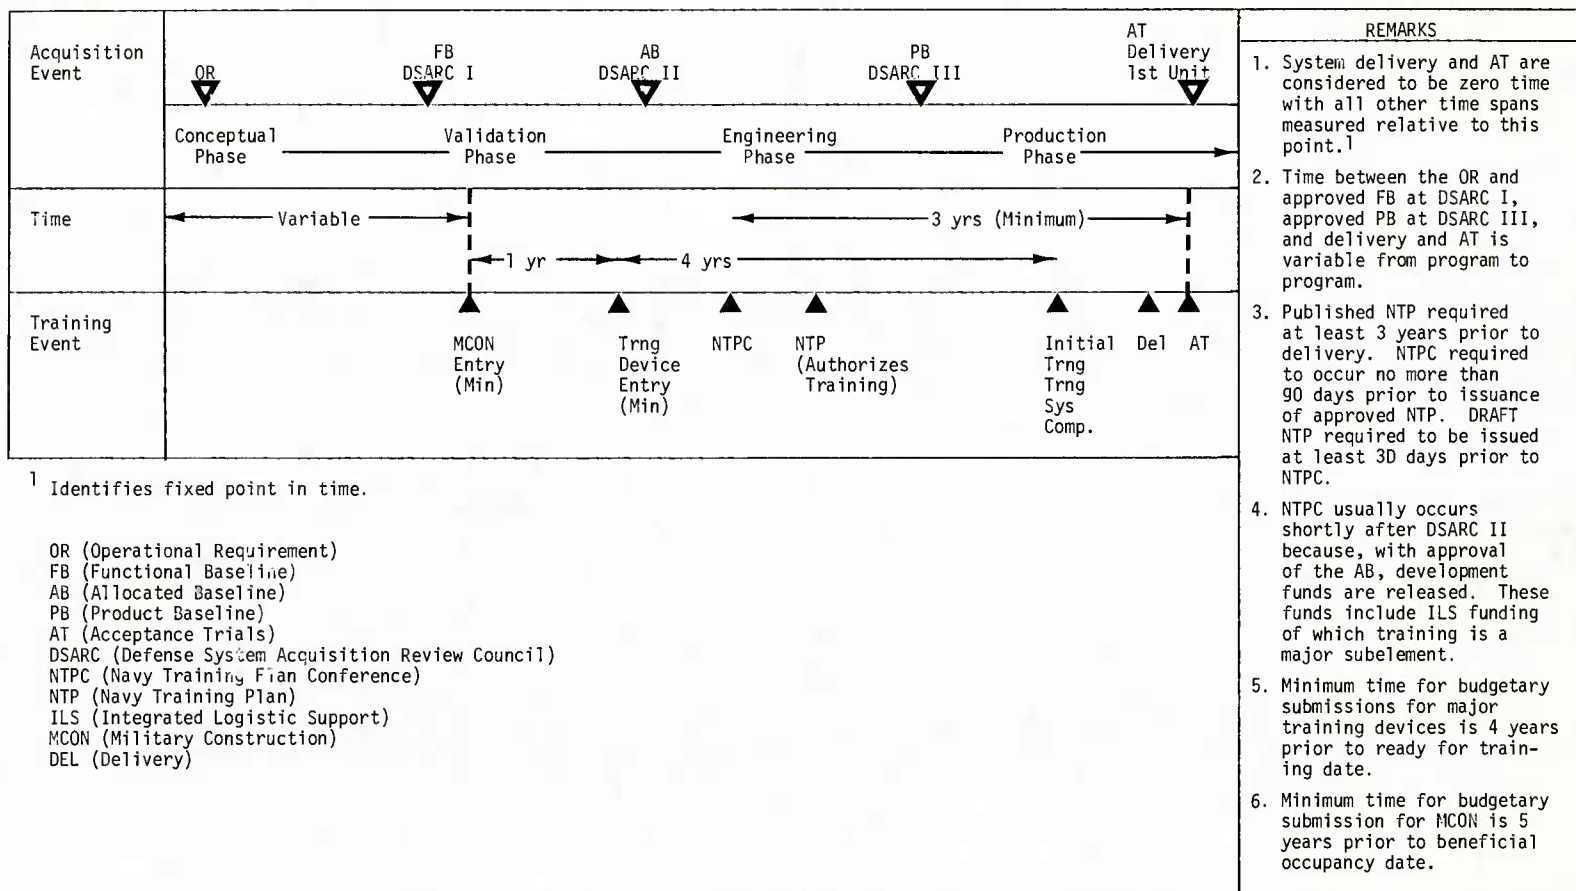 Acquisition
Event
OR
FB
DSARC I
AB
DSARC II
PB
DSARC III
AT
Delivery
1st Unit
Conceptual
Phase
Validation
Phase
Engineering
Phase
Production
Phase
Time
Variable
3 yrs (Minimum)
1 yr
4 yrs
Training
Event
MCON
Entry
(Min)
Trng
Device
Entry
(Min)
NTPC
NTP
(Authorizes
Training)
Initial
Trng
Trng
Sys
Comp.
Del
AT
1 Identifies fixed point in time.
OR (Operational Requirement)
FB (Functional Baseline)
AB (Allocated Baseline)
PB (Product Baseline)
AT (Acceptance Trials)
DSARC (Defense System Acquisition Review Council)
NTPC (Navy Training Plan Conference)
NTP (Navy Training Plan)
ILS (Integrated Logistic Support)
MCON (Military Construction)
DEL (Delivery)
REMARKS
1. System delivery and AT are
considered to be zero time
with all other time spans
measured relative to this
point.1
2. Time between the OR and
approved FB at DSARC I,
approved PB at DSARC III,
and delivery and AT is
variable from program to
program.
3. Published NTP required
at least 3 years prior to
delivery. NTPC required
to occur no more than
90 days prior to issuance
of approved NTP. DRAFT
NTP required to be issued
at least 3D days prior to
NTPC.
4. NTPC usually occurs
shortly after DSARC II
because, with approval
of the AB, development
funds are released. These
funds include ILS funding
of which training is a
major subelement.
5. Minimum time for budgetary
submissions for major
training devices is 4 years
prior to ready for train-
ing date.
6. Minimum time for budgetary
submission for MCON is 5
years prior to beneficial
occupancy date.